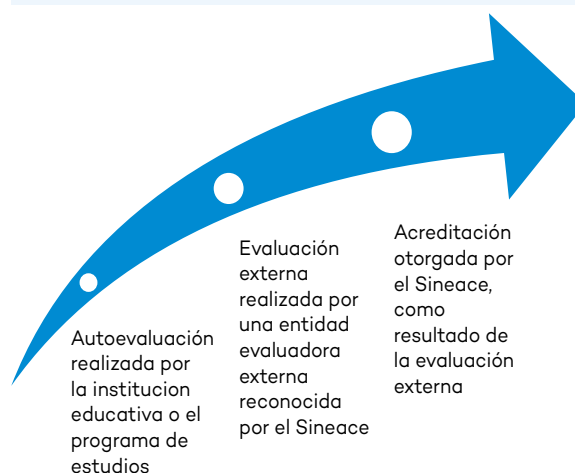 Autoevaluación
realizada por
la institucion
educativa o el
programa de
estudios
Evaluación
externa
realizada por
una entidad
evaluadora
externa
reconocida
por el Sineace
Acreditación
otorgada por
el Sineace,
como
resultado de
la evaluación
externa